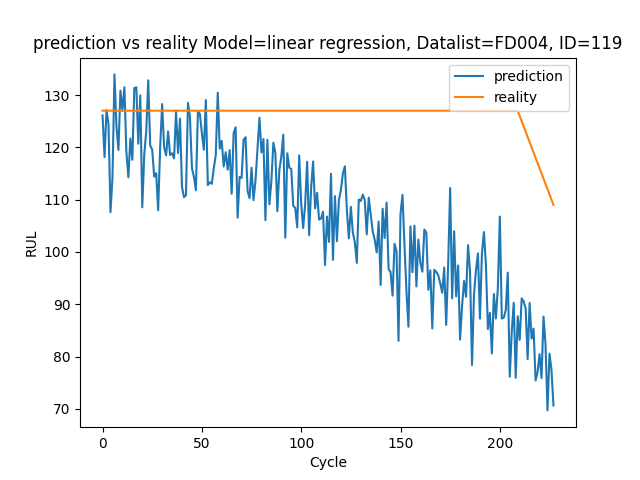 prediction vs reality Model=linear regression, Datalist=FD004, ID=119
prediction
reality
130
120
110
100
90
80
70
RUL
0 50 100 150 200
Cycle